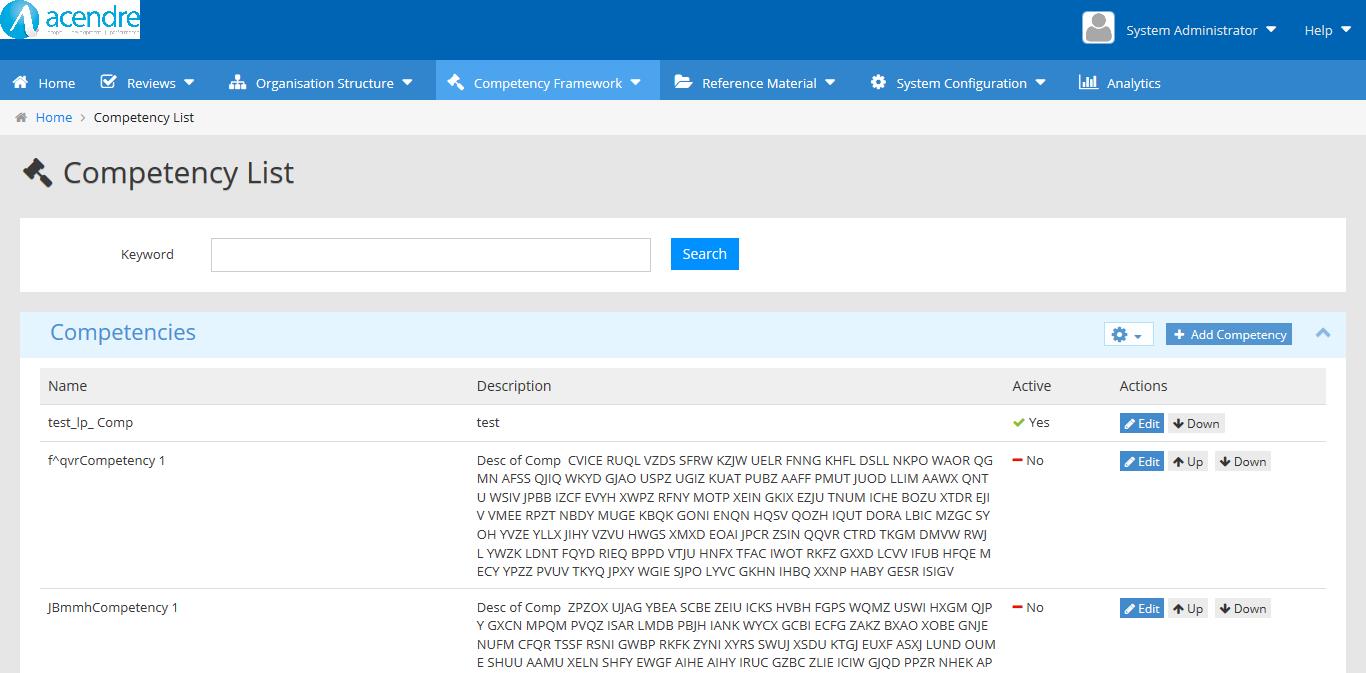 acendre
System Administrator
Help
Home
Reviews
Organisation Structure
Competency Framework
Reference Material
System Configuration
Analytics
Home > Competency List
Competency List
Keyword
Search
Competencies
Add Competency
Name Description Active Actions
test_lp_ Comp test Yes Edit Down
f^qvrCompetency 1 Desc of Comp CVICE RUQL VZDS SFRW KZJW UELR FNNG KHFL DSLL NKPO WAOR QG No Edit Up Down
MN AFSS QJIQ WKYD GJAO USPZ UGIZ KUAT PUBZ AAFF PMUT JUOD LLIM AAWX QNT
U WSIV JPBB IZCF EVYH XWPZ RFNY MOTP XEIN GKIX EZJU TNUM ICHE BOZU XTDR EJI
V VMEE RPZT NBDY MUGE KBQK GONI ENQN HQSV QOZH IQUT DORA LBIC MZGC SY
OH YVZE YLLX JIHY VZVU HWGS XMXD EOAI JPCR ZSIN QQVR CTRD TKGM DMVW RWJ
L YWZK LDNT FQYD RIEQ BPPD VTJU HNFX TFAC IWOT RKFZ GXXD LCVV IFUB HFQE M
ECY YPZZ PVUV TKYQ JPXY WGIE SJPO LYVC GKHN IHBQ XXNP HABY GESR ISIGV
JBmmhCompetency 1 Desc of Comp ZPZOX UJAG YBEA SCBE ZEIU ICKS HVBH FGPS WQMZ USWI HXGM QJP No Edit Up Down
Y GXCN MPQM PVQZ ISAR LMDB PBJH IANK WYCX GCBI ECFG ZAKZ BXAO XOBE GNJE
NUFM CFQR TSSF RSNI GWBP RKFK ZYNI XYRS SWUJ XSDU KTGJ EUXF ASXJ LUND OUM
E SHUU AAMU XELN SHFY EWGF AIHE AIHY IRUC GZBC ZLIE ICIW GJQD PPZR NHEK AP